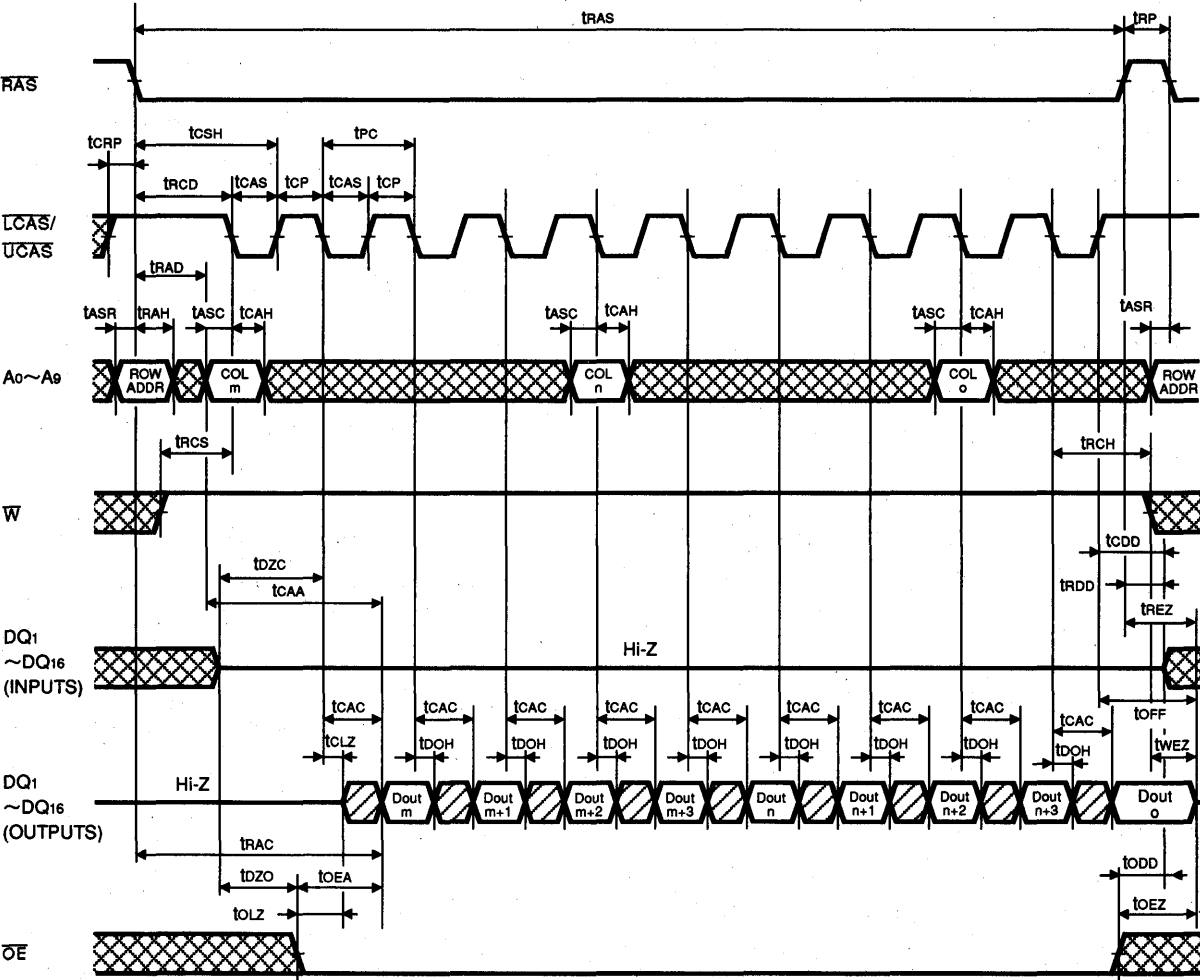 tRAS tRP
RAS
tCSH tPC
tCRP
tRCD tCAS tCP tCAS tCP
LCAS/
UCAS
tRAD
tASR tRAH tASC tCAH tASC tCAH tASC tCAH tASR
A0～A9 ROW ADDR COL m COL n COL o ROW ADDR
tRCS tRCH
W
tCDD
tDZC
tRDD
tCAA
tREZ
DQ1
～DQ16
(INPUTS)
Hi-Z
tOFF
tCAC tCAC tCAC tCAC tCAC tCAC tCAC tCAC tCAC
tCLZ tDOH tDOH tDOH tDOH tDOH tDOH tDOH tDOH tWEZ
DQ1
～DQ16
(OUTPUTS)
Hi-Z
Dout m Dout m+1 Dout m+2 Dout m+3 Dout n Dout n+1 Dout n+2 Dout n+3 Dout o
tRAC
tODD
tDZO tOEA
tOLZ tOEZ
OE